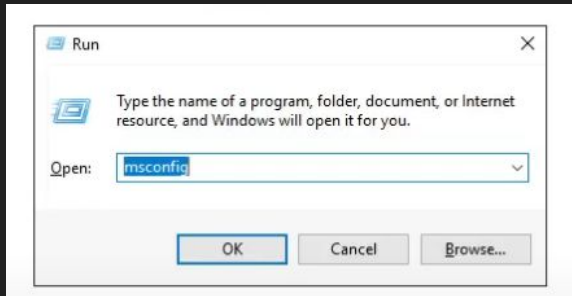 Run
Type the name of a program, folder, document, or Internet
resource, and Windows will open it for you.
Open: msconfig
OK Cancel Browse...